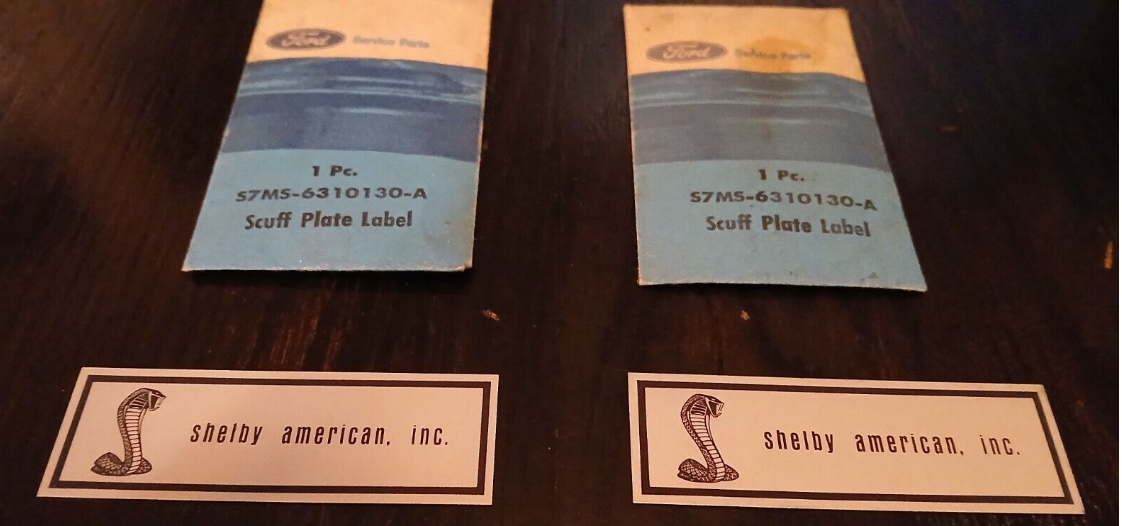 Ford Service Parts
1 Pc.
S7MS-6310130-A
Scuff Plate Label
Ford Service Parts
1 Pc.
S7MS-6310130-A
Scuff Plate Label
shelby american, inc.
shelby american, inc.